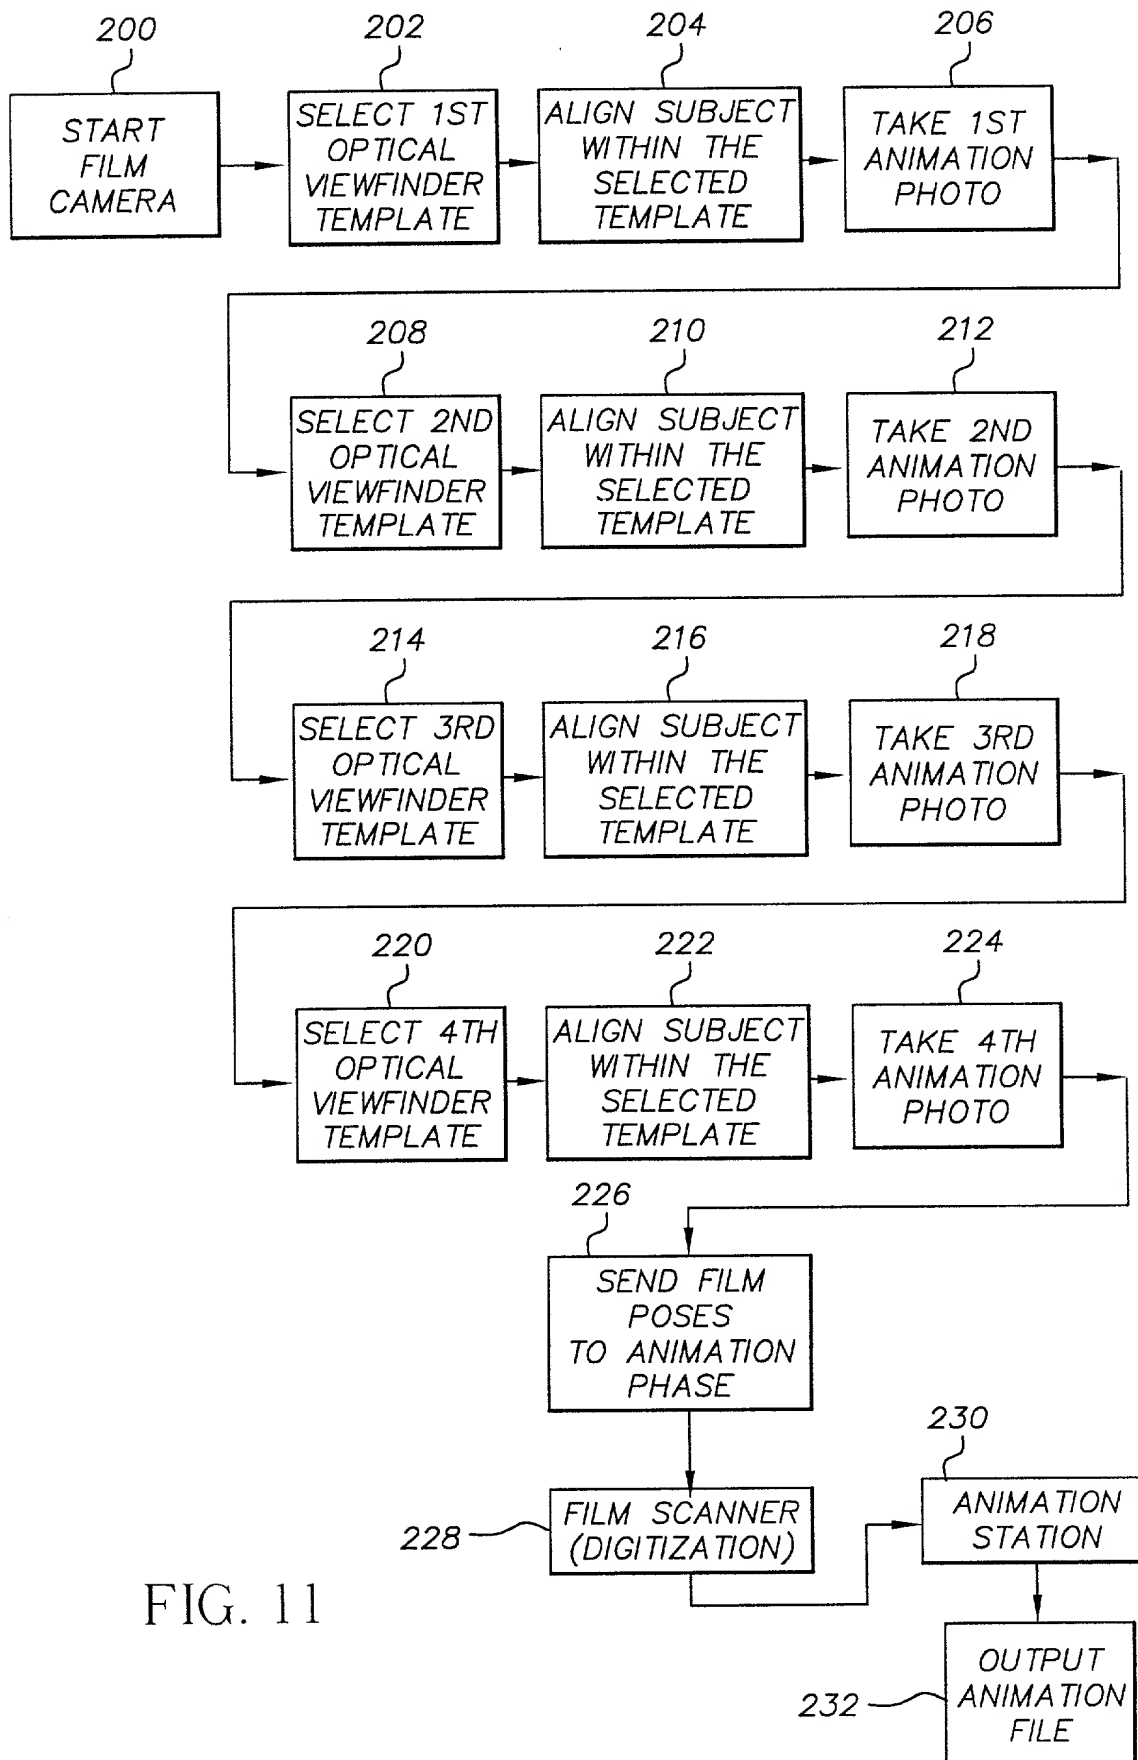 200
202
204
206
START
FILM
CAMERA
SELECT 1ST
OPTICAL
VIEWFINDER
TEMPLATE
ALIGN SUBJECT
WITHIN THE
SELECTED
TEMPLATE
TAKE 1ST
ANIMATION
PHOTO
208
210
212
SELECT 2ND
OPTICAL
VIEWFINDER
TEMPLATE
ALIGN SUBJECT
WITHIN THE
SELECTED
TEMPLATE
TAKE 2ND
ANIMATION
PHOTO
214
216
218
SELECT 3RD
OPTICAL
VIEWFINDER
TEMPLATE
ALIGN SUBJECT
WITHIN THE
SELECTED
TEMPLATE
TAKE 3RD
ANIMATION
PHOTO
220
222
224
SELECT 4TH
OPTICAL
VIEWFINDER
TEMPLATE
ALIGN SUBJECT
WITHIN THE
SELECTED
TEMPLATE
TAKE 4TH
ANIMATION
PHOTO
226
SEND FILM
POSES
TO ANIMATION
PHASE
228
FILM SCANNER
(DIGITIZATION)
230
ANIMATION
STATION
232
OUTPUT
ANIMATION
FILE
FIG. 11